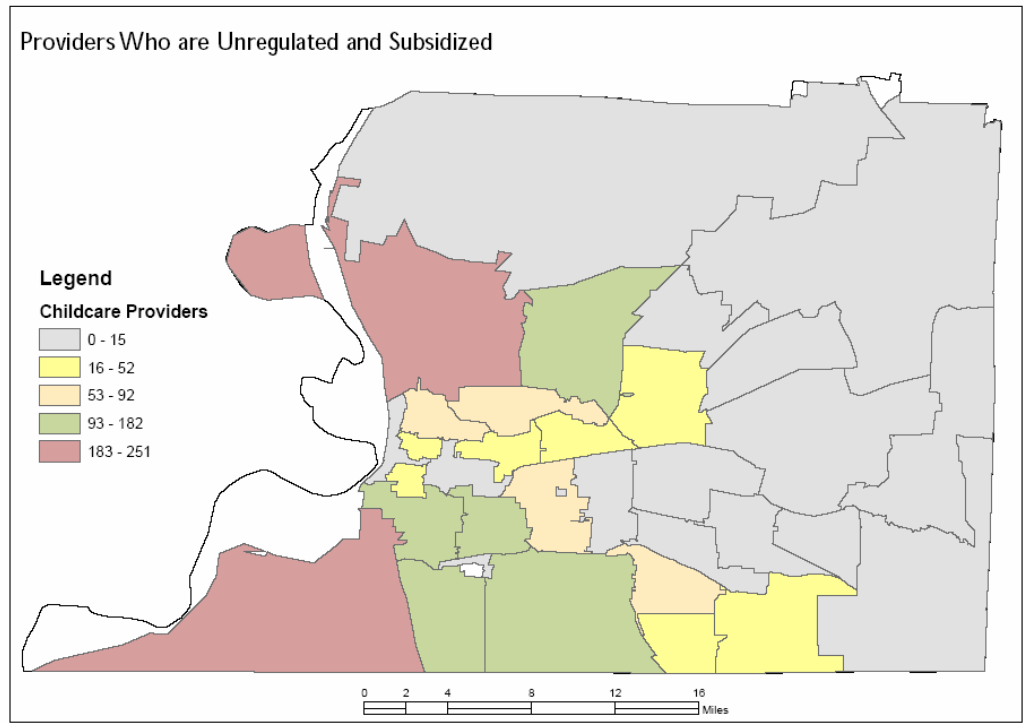 Providers Who are Unregulated and Subsidized
Legend
Childcare Providers
0 - 15
16 - 52
53 - 92
93 - 182
183 - 251
0 2 4 8 12 16
Miles